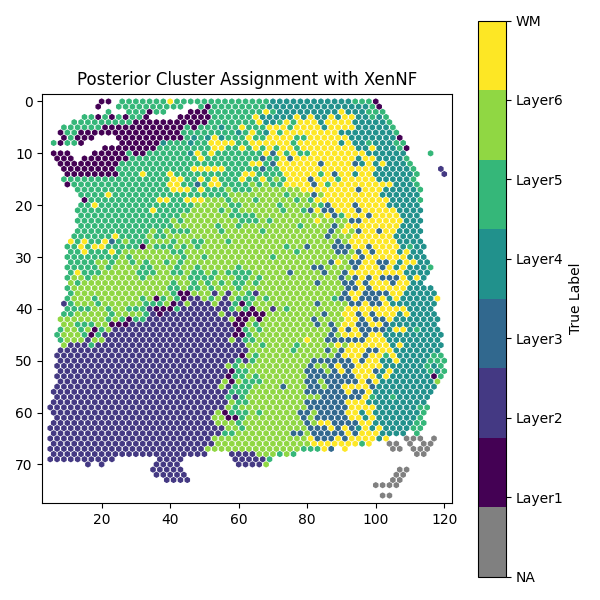 Posterior Cluster Assignment with XenNF
0
10
20
30
40
50
60
70
20
40
60
80
100
120
WM
Layer6
Layer5
Layer4
Layer3
Layer2
Layer1
NA
True Label